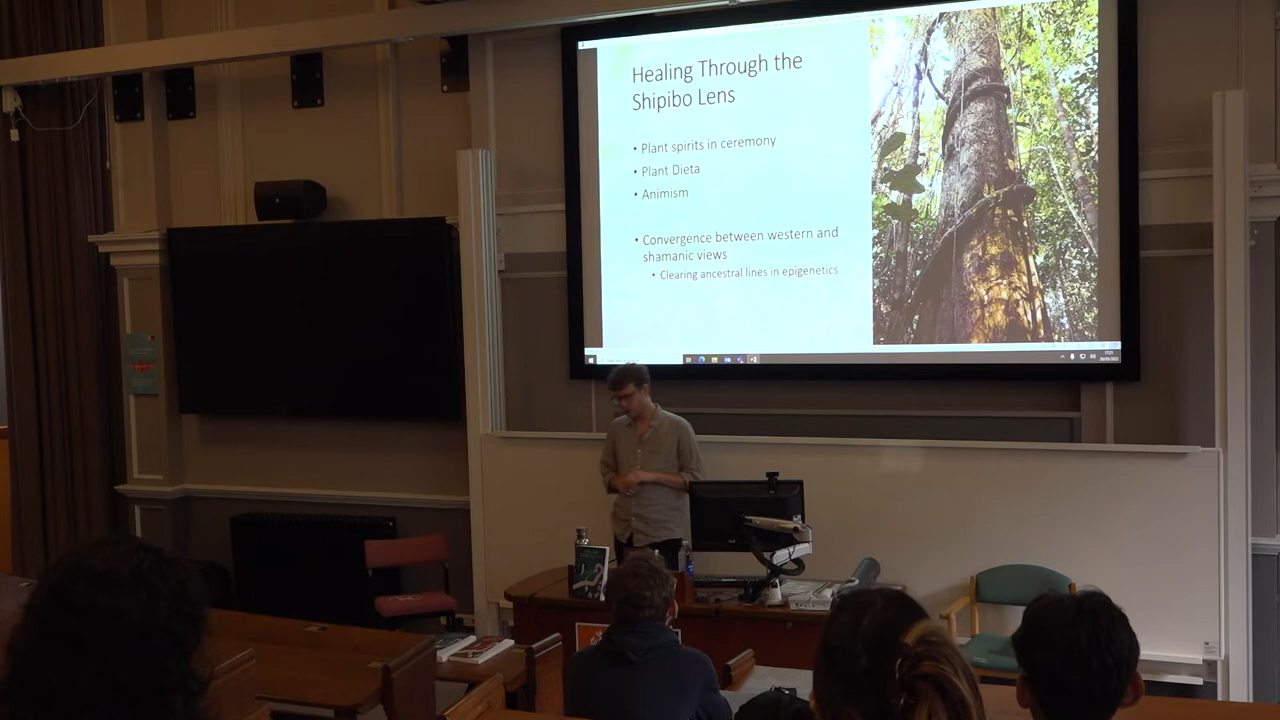 Healing Through the
Shipibo Lens
• Plant spirits in ceremony
• Plant Dieta
• Animism
• Convergence between western and
shamanic views
• Clearing ancestral lines in epigenetics